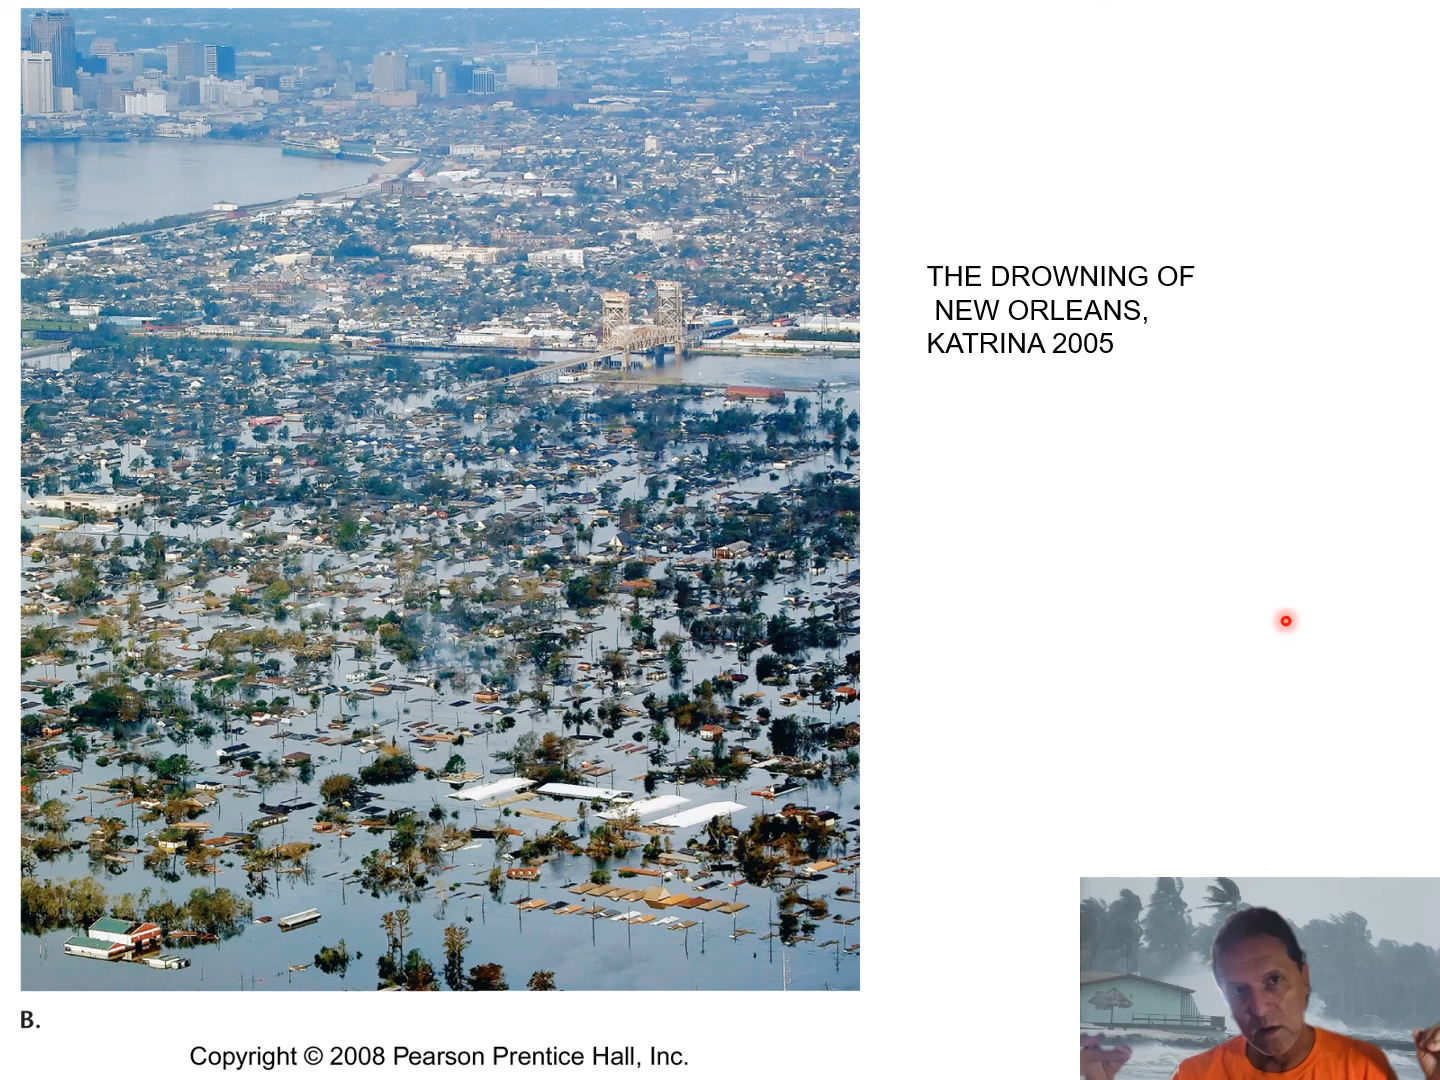 THE DROWNING OF
NEW ORLEANS,
KATRINA 2005
B.
Copyright © 2008 Pearson Prentice Hall, Inc.